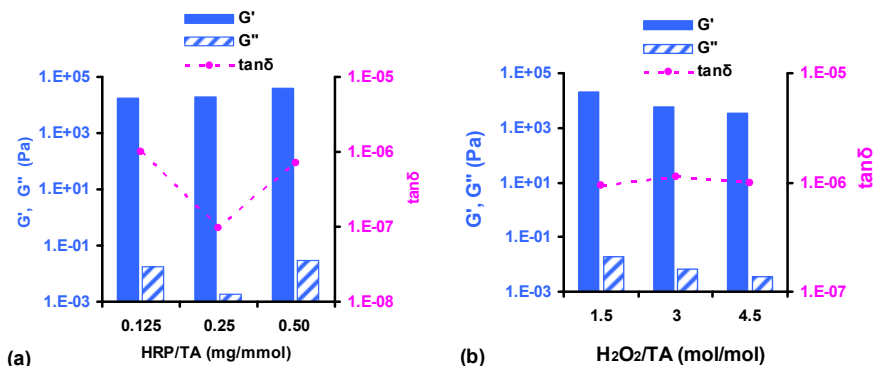 G'
G"
tanδ
1.E+05
1.E+03
1.E+01
1.E-01
1.E-03
G', G" (Pa)
1.E-05
1.E-06
1.E-07
1.E-08
tanδ
0.125 0.25 0.50
HRP/TA (mg/mmol)
(a)
G'
G"
tanδ
1.E+05
1.E+03
1.E+01
1.E-01
1.E-03
G', G" (Pa)
1.E-05
1.E-06
1.E-07
tanδ
1.5 3 4.5
H₂O₂/TA (mol/mol)
(b)